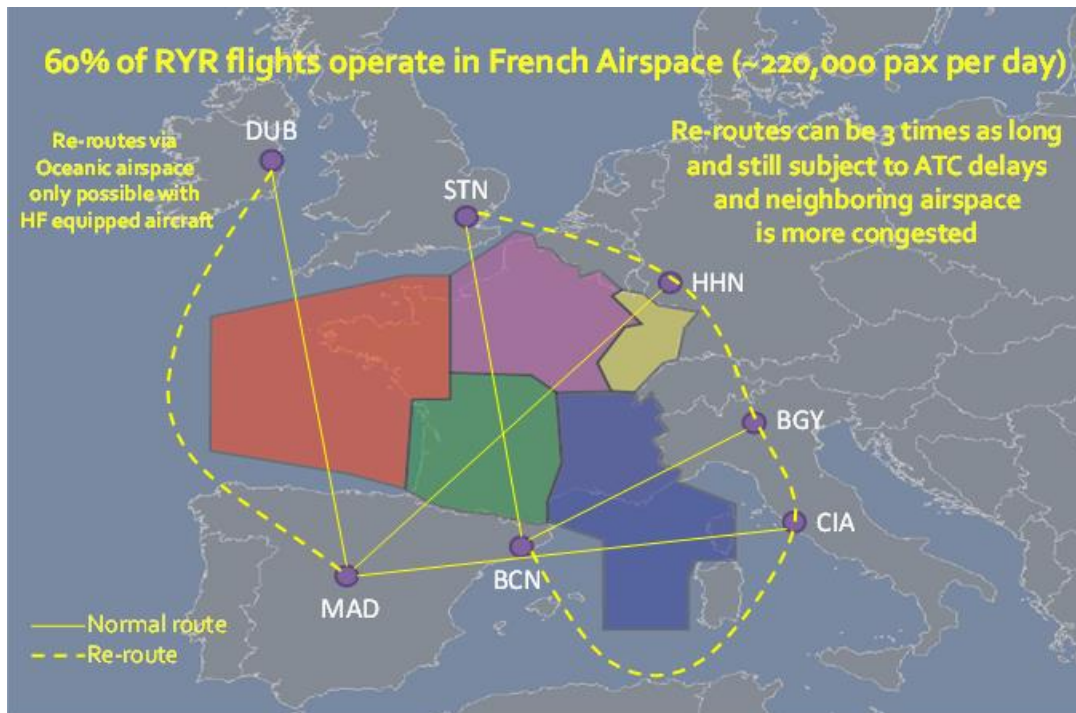 60% of RYR flights operate in French Airspace (~220,000 pax per day)
Re-routes via
Oceanic airspace
only possible with
HF equipped aircraft
DUB
Re-routes can be 3 times as long
and still subject to ATC delays
and neighboring airspace
is more congested
STN
HHN
BGY
CIA
BCN
MAD
Normal route
Re-route